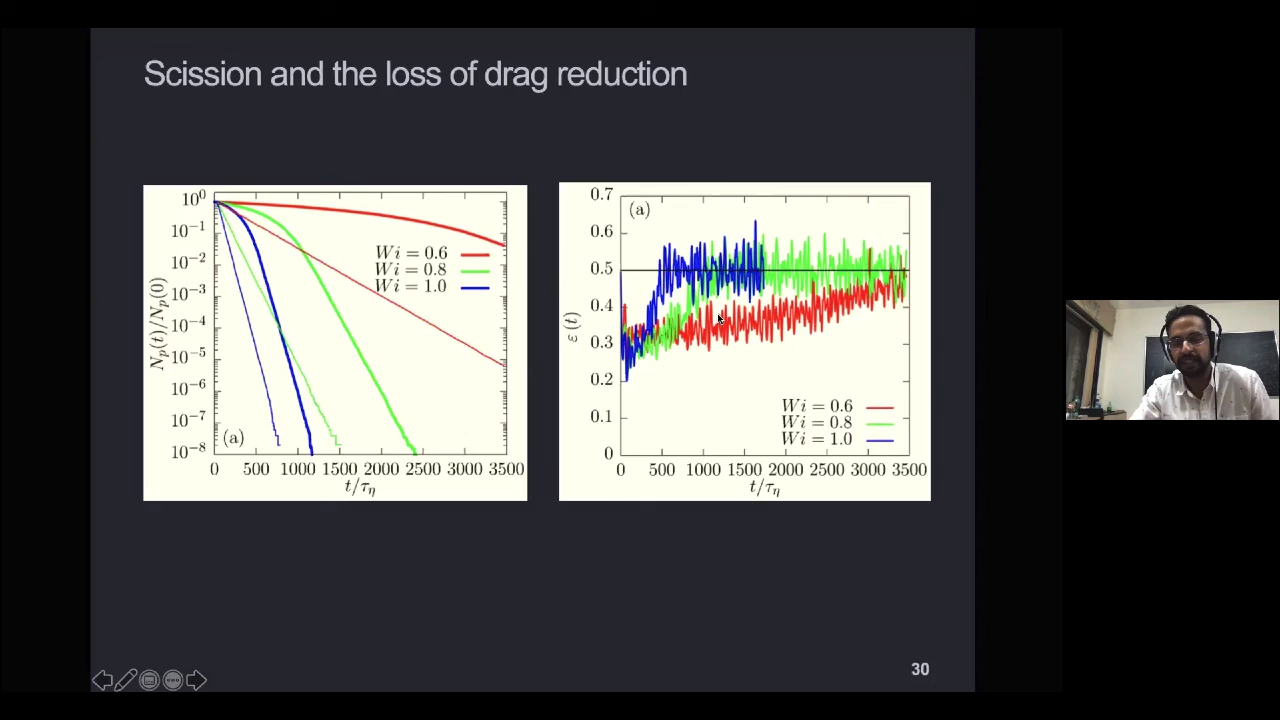 Scission and the loss of drag reduction
10⁰
10⁻¹
10⁻²
10⁻³
10⁻⁴
10⁻⁵
10⁻⁶
10⁻⁷
10⁻⁸
Nₚ(t)/Nₚ(0)
Wi = 0.6
Wi = 0.8
Wi = 1.0
(a)
0 500 1000 1500 2000 2500 3000 3500
t/τ_η
0.7
0.6
0.5
0.4
0.3
0.2
0.1
0
ε(t)
(a)
Wi = 0.6
Wi = 0.8
Wi = 1.0
0 500 1000 1500 2000 2500 3000 3500
t/τ_η
30